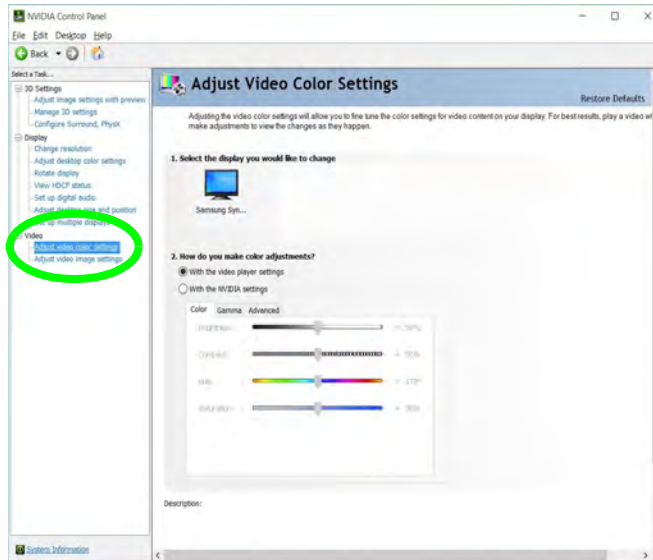 NVIDIA Control Panel
File Edit Desktop Help
Back
Select a Task...
3D Settings
Adjust image settings with preview
Manage 3D settings
Configure Surround, PhysX
Display
Change resolution
Adjust desktop color settings
Rotate display
View HDCP status
Set up digital audio
Adjust desktop size and position
Set up multiple displays
Video
Adjust video color settings
Adjust video image settings
System Information
Adjust Video Color Settings
Restore Defaults
Adjusting the video color settings will allow you to fine tune the color settings for video content on your display. For best results, play a video wh
make adjustments to view the changes as they happen.
1. Select the display you would like to change
Samsung Syn...
2. How do you make color adjustments?
With the video player settings
With the NVIDIA settings
Color Gamma Advanced
Brightness:
Contrast:
Hue:
Saturation:
Description: